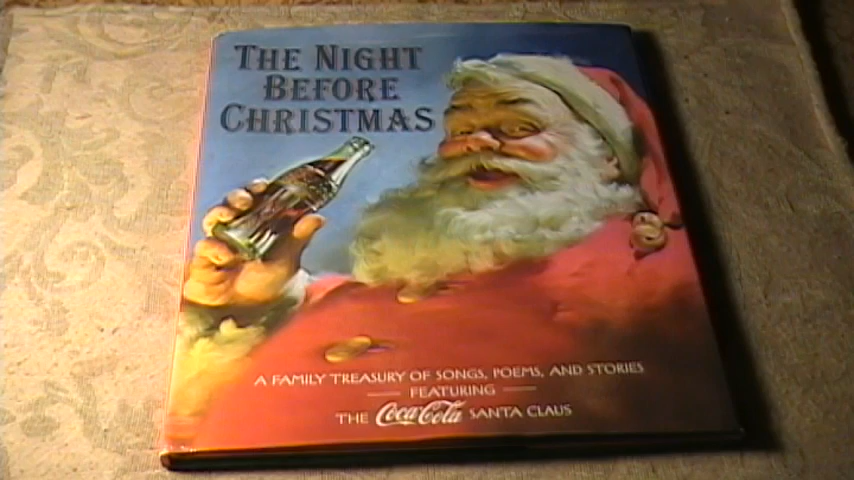 THE NIGHT
BEFORE
CHRISTMAS
A FAMILY TREASURY OF SONGS, POEMS, AND STORIES
FEATURING
THE Coca-Cola SANTA CLAUS